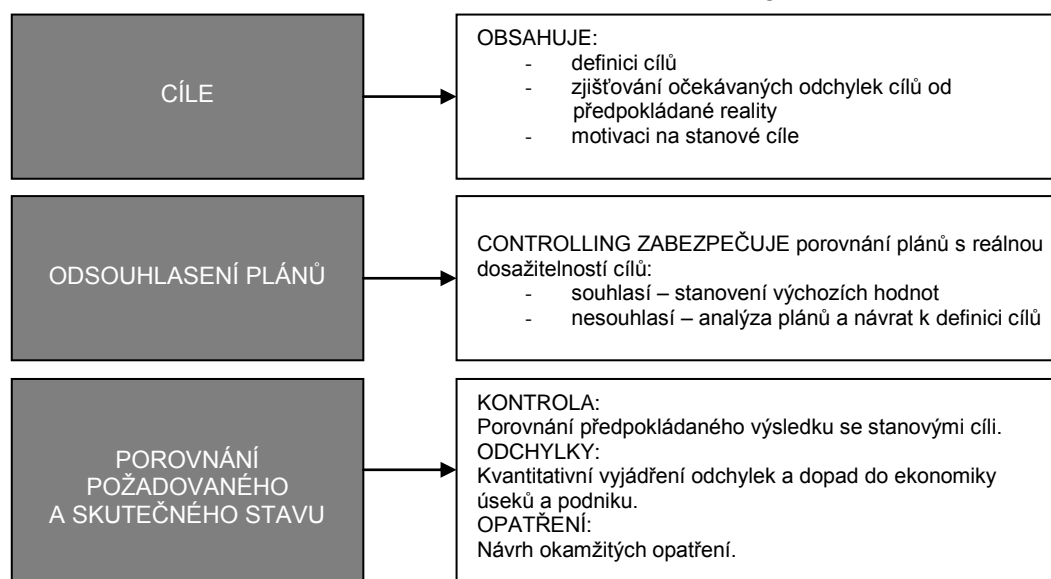 CÍLE
OBSAHUJE:
- definici cílů
- zjišťování očekávaných odchylek cílů od
předpokládané reality
- motivaci na stanové cíle
ODSOUHLASENÍ PLÁNŮ
CONTROLLING ZABEZPEČUJE porovnání plánů s reálnou
dosažitelností cílů:
- souhlasí – stanovení výchozích hodnot
- nesouhlasí – analýza plánů a návrat k definici cílů
POROVNÁNÍ
POŽADOVANÉHO
A SKUTEČNÉHO STAVU
KONTROLA:
Porovnání předpokládaného výsledku se stanovými cíli.
ODCHYLKY:
Kvantitativní vyjádření odchylek a dopad do ekonomiky
úseků a podniku.
OPATŘENÍ:
Návrh okamžitých opatření.